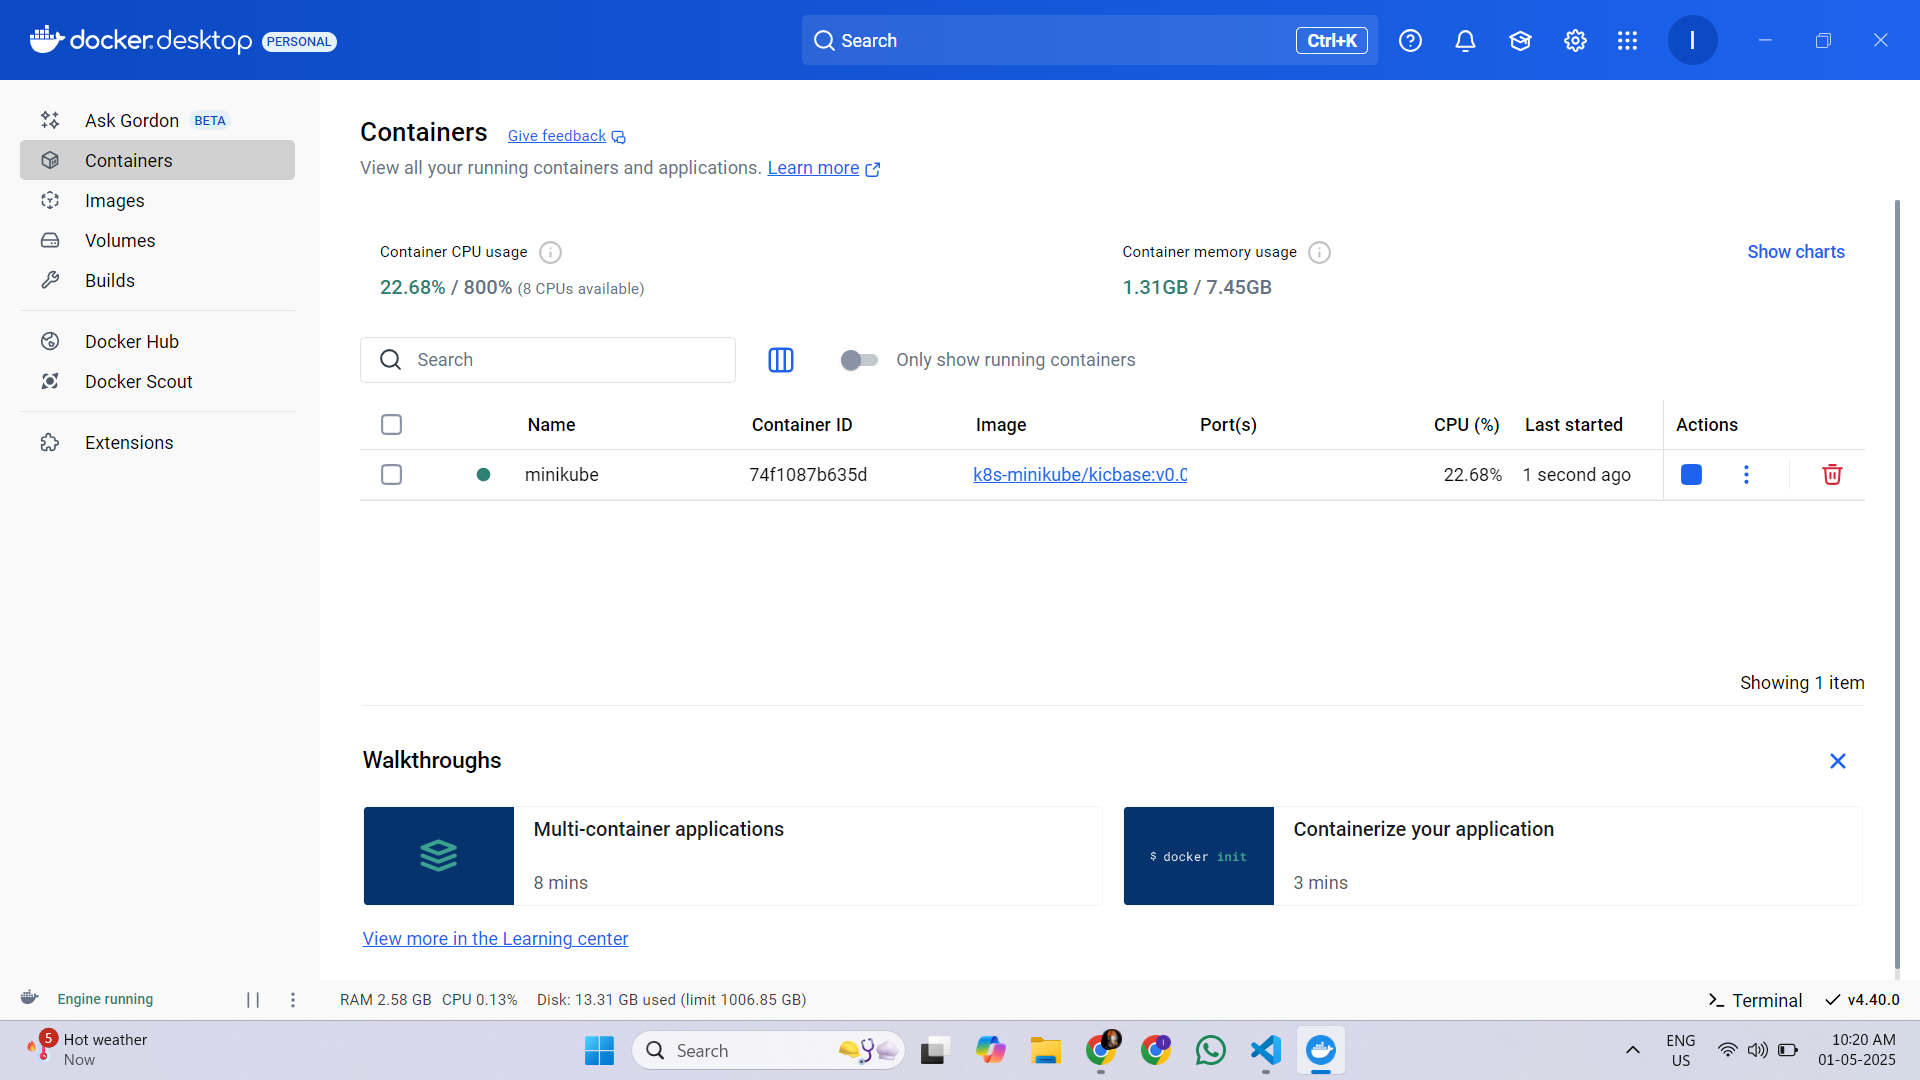 docker.desktop PERSONAL
Search Ctrl+K
I
Ask Gordon BETA
Containers
Images
Volumes
Builds
Docker Hub
Docker Scout
Extensions
Containers Give feedback
View all your running containers and applications. Learn more
Container CPU usage
22.68% / 800% (8 CPUs available)
Container memory usage
1.31GB / 7.45GB
Show charts
Search
Only show running containers
Name Container ID Image Port(s) CPU (%) Last started Actions
minikube 74f1087b635d k8s-minikube/kicbase:v0.0 22.68% 1 second ago
Showing 1 item
Walkthroughs
Multi-container applications
8 mins
$ docker init
Containerize your application
3 mins
View more in the Learning center
Engine running
RAM 2.58 GB CPU 0.13% Disk: 13.31 GB used (limit 1006.85 GB)
Terminal
v4.40.0
5
Hot weather
Now
Search
ENG
US
10:20 AM
01-05-2025